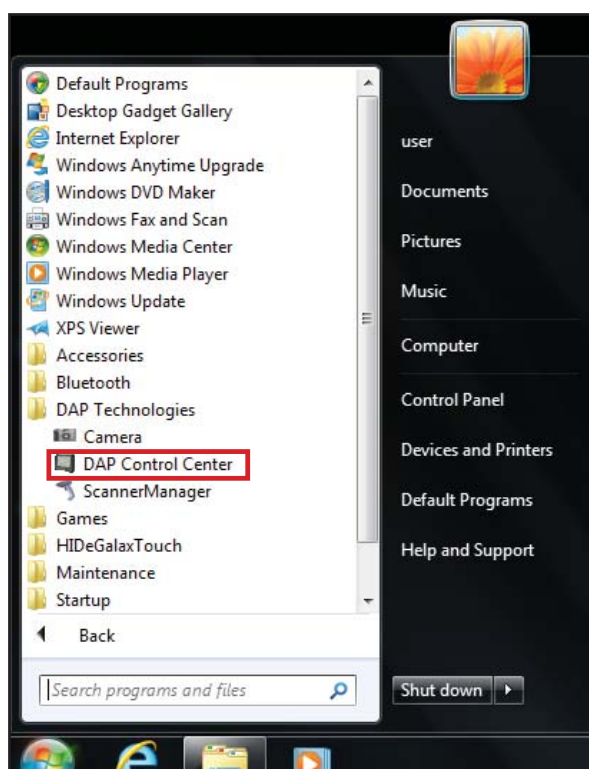 Default Programs
Desktop Gadget Gallery
Internet Explorer
Windows Anytime Upgrade
Windows DVD Maker
Windows Fax and Scan
Windows Media Center
Windows Media Player
Windows Update
XPS Viewer
Accessories
Bluetooth
DAP Technologies
Camera
DAP Control Center
ScannerManager
Games
HIDeGalaxTouch
Maintenance
Startup
Back
Search programs and files
user
Documents
Pictures
Music
Computer
Control Panel
Devices and Printers
Default Programs
Help and Support
Shut down